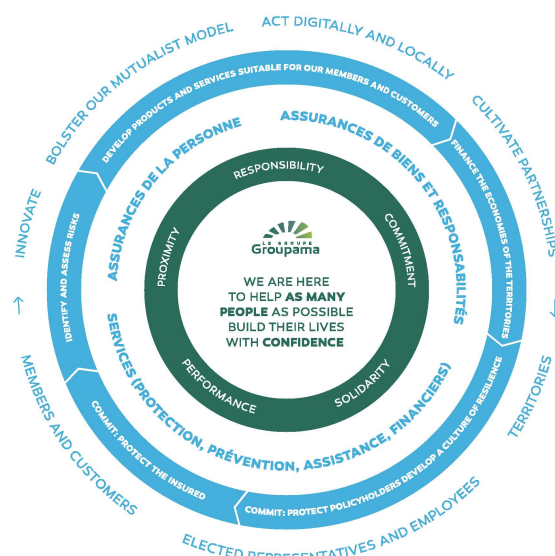 INNOVATE
BOLSTER OUR MUTUALIST MODEL
ACT DIGITALLY AND LOCALLY
CULTIVATE PARTNERSHIPS
→
TERRITORIES
ELECTED REPRESENTATIVES AND EMPLOYEES
MEMBERS AND CUSTOMERS
→
IDENTIFY AND ASSESS RISKS
DEVELOP PRODUCTS AND SERVICES SUITABLE FOR OUR MEMBERS AND CUSTOMERS
FINANCE THE ECONOMIES OF THE TERRITORIES
COMMIT: PROTECT POLICYHOLDERS DEVELOP A CULTURE OF RESILIENCE
COMMIT: PROTECT THE INSURED
ASSURANCES DE LA PERSONNE
ASSURANCES DE BIENS ET RESPONSABILITÉS
SERVICES (PROTECTION, PRÉVENTION, ASSISTANCE, FINANCIERS)
PROXIMITY
RESPONSIBILITY
COMMITMENT
SOLIDARITY
PERFORMANCE
LE GROUPE
Groupama
WE ARE HERE
TO HELP AS MANY
PEOPLE AS POSSIBLE
BUILD THEIR LIVES
WITH CONFIDENCE